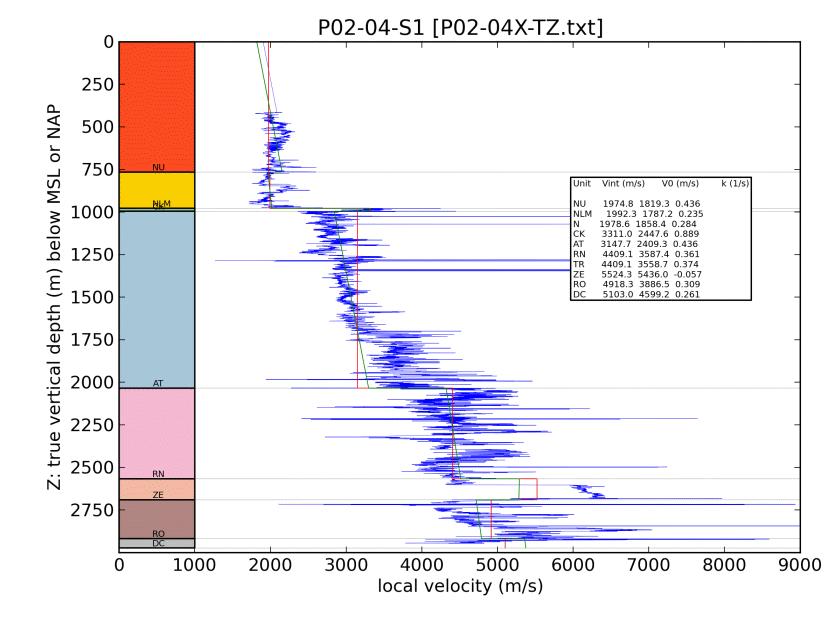 P02-04-S1 [P02-04X-TZ.txt]
Z: true vertical depth (m) below MSL or NAP
0
250
500
750
1000
1250
1500
1750
2000
2250
2500
2750
NU
NLM
AT
RN
ZE
RO
DC
Unit Vint (m/s) V0 (m/s) k (1/s)
NU 1974.8 1819.3 0.436
NLM 1992.3 1787.2 0.235
N 1978.6 1858.4 0.284
CK 3311.0 2447.6 0.889
AT 3147.7 2409.3 0.436
RN 4409.1 3587.4 0.361
TR 4409.1 3558.7 0.374
ZE 5524.3 5436.0 -0.057
RO 4918.3 3886.5 0.309
DC 5103.0 4599.2 0.261
0 1000 2000 3000 4000 5000 6000 7000 8000 9000
local velocity (m/s)